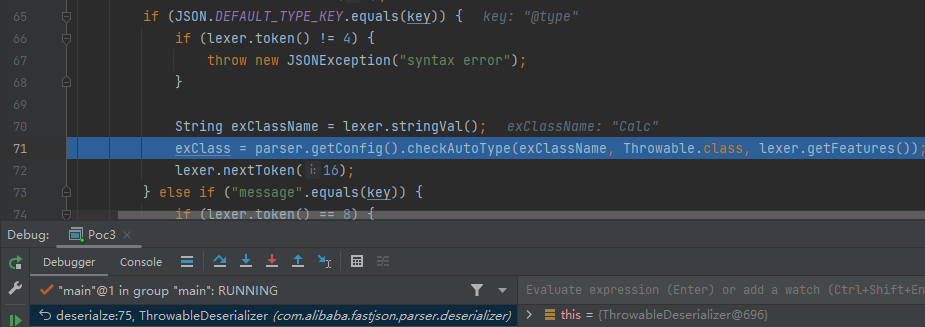 65 if (JSON.DEFAULT_TYPE_KEY.equals(key)) { key: "@type"
66 if (lexer.token() != 4) {
67 throw new JSONException("syntax error");
68 }
69
70 String exClassName = lexer.stringVal(); exClassName: "Calc"
71 exClass = parser.getConfig().checkAutoType(exClassName, Throwable.class, lexer.getFeatures());
72 lexer.nextToken( i: 16);
73 } else if ("message".equals(key)) {
74 if (lexer.token() == 8) {
Debug: Poc3
Debugger Console
"main"@1 in group "main": RUNNING Evaluate expression (Enter) or add a watch (Ctrl+Shift+En
deserialze:75, ThrowableDeserializer (com.alibaba.fastjson.parser.deserializer) this = {ThrowableDeserializer@696}